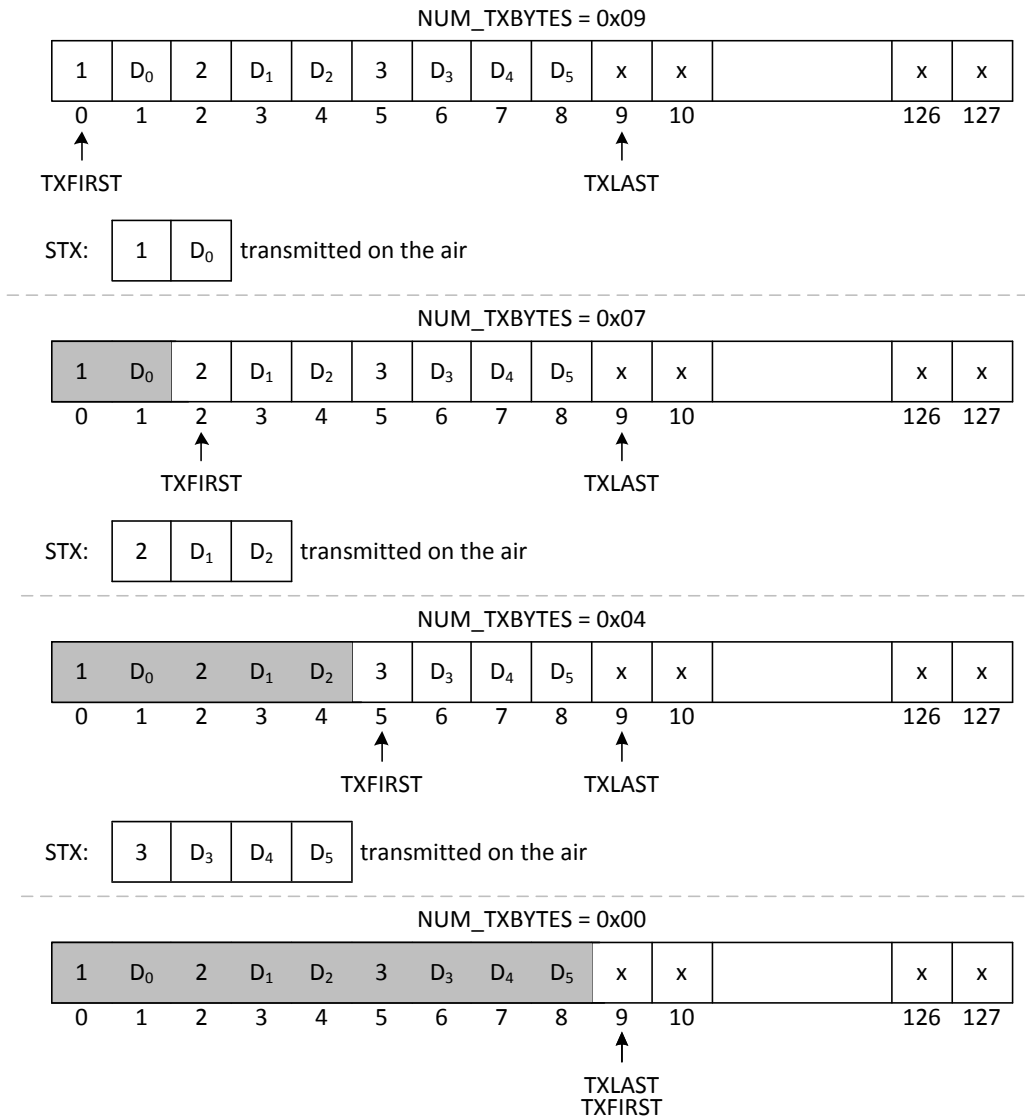 NUM_TXBYTES = 0x09
1 D₀ 2 D₁ D₂ 3 D₃ D₄ D₅ x x x x
0 1 2 3 4 5 6 7 8 9 10 126 127
TXFIRST TXLAST
STX: 1 D₀ transmitted on the air
NUM_TXBYTES = 0x07
1 D₀ 2 D₁ D₂ 3 D₃ D₄ D₅ x x x x
0 1 2 3 4 5 6 7 8 9 10 126 127
TXFIRST TXLAST
STX: 2 D₁ D₂ transmitted on the air
NUM_TXBYTES = 0x04
1 D₀ 2 D₁ D₂ 3 D₃ D₄ D₅ x x x x
0 1 2 3 4 5 6 7 8 9 10 126 127
TXFIRST TXLAST
STX: 3 D₃ D₄ D₅ transmitted on the air
NUM_TXBYTES = 0x00
1 D₀ 2 D₁ D₂ 3 D₃ D₄ D₅ x x x x
0 1 2 3 4 5 6 7 8 9 10 126 127
TXLAST
TXFIRST